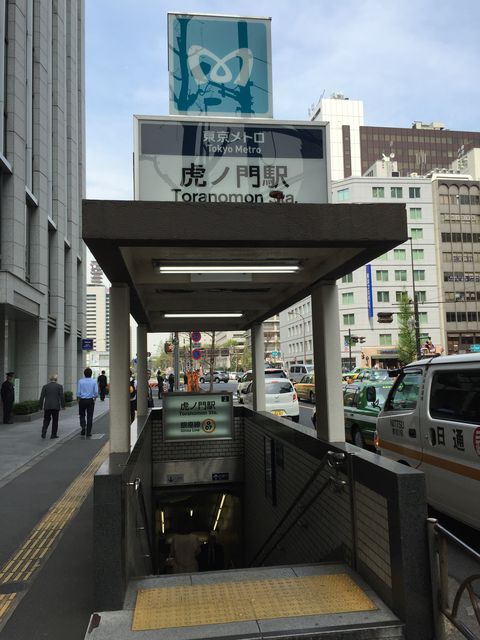 東京メトロ
Tokyo Metro
虎ノ門駅
Toranomon Sta.
虎ノ門駅
Toranomon Sta.
銀座線
日通
NITTSU